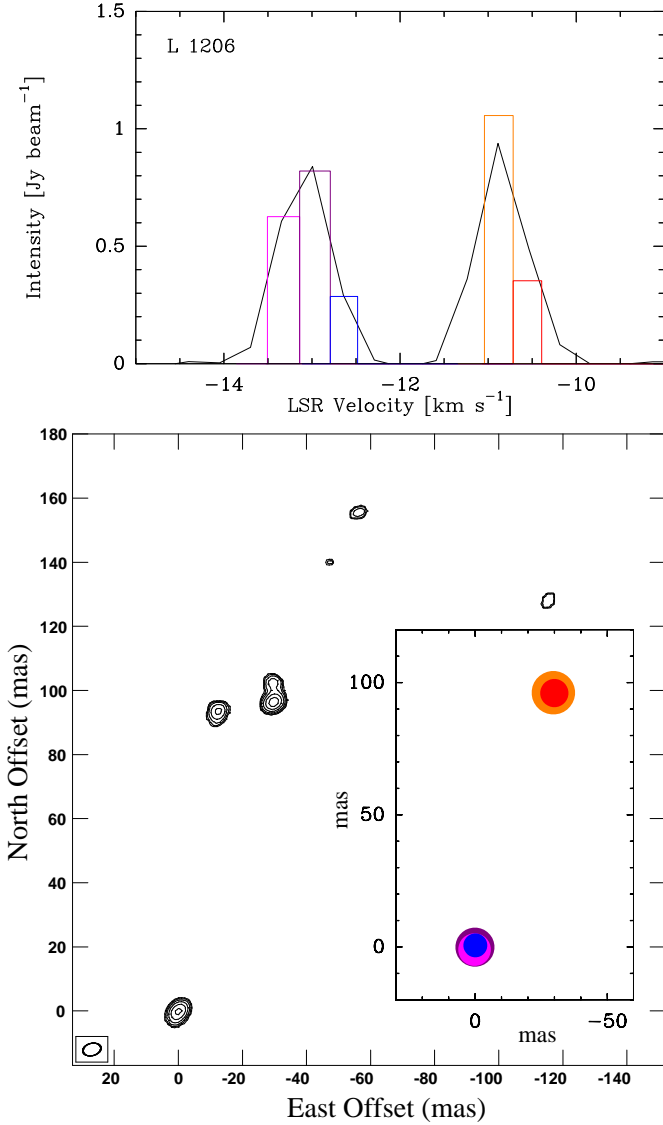 1.5
L 1206
1
0.5
0
Intensity [Jy beam⁻¹]
−14 −12 −10
LSR Velocity [km s⁻¹]
180
160
140
120
100
80
60
40
20
0
North Offset (mas)
20 0 -20 -40 -60 -80 -100 -120 -140
East Offset (mas)
100
50
0
mas
0 −50
mas